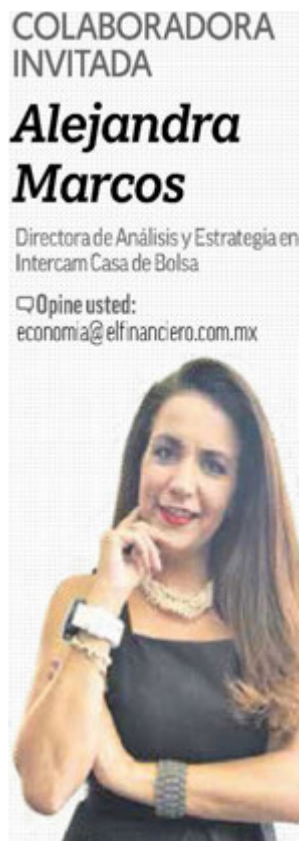 COLABORADORA
INVITADA
Alejandra
Marcos
Directora de Análisis y Estrategia en
Intercam Casa de Bolsa
Opine usted:
economia@elfinanciero.com.mx